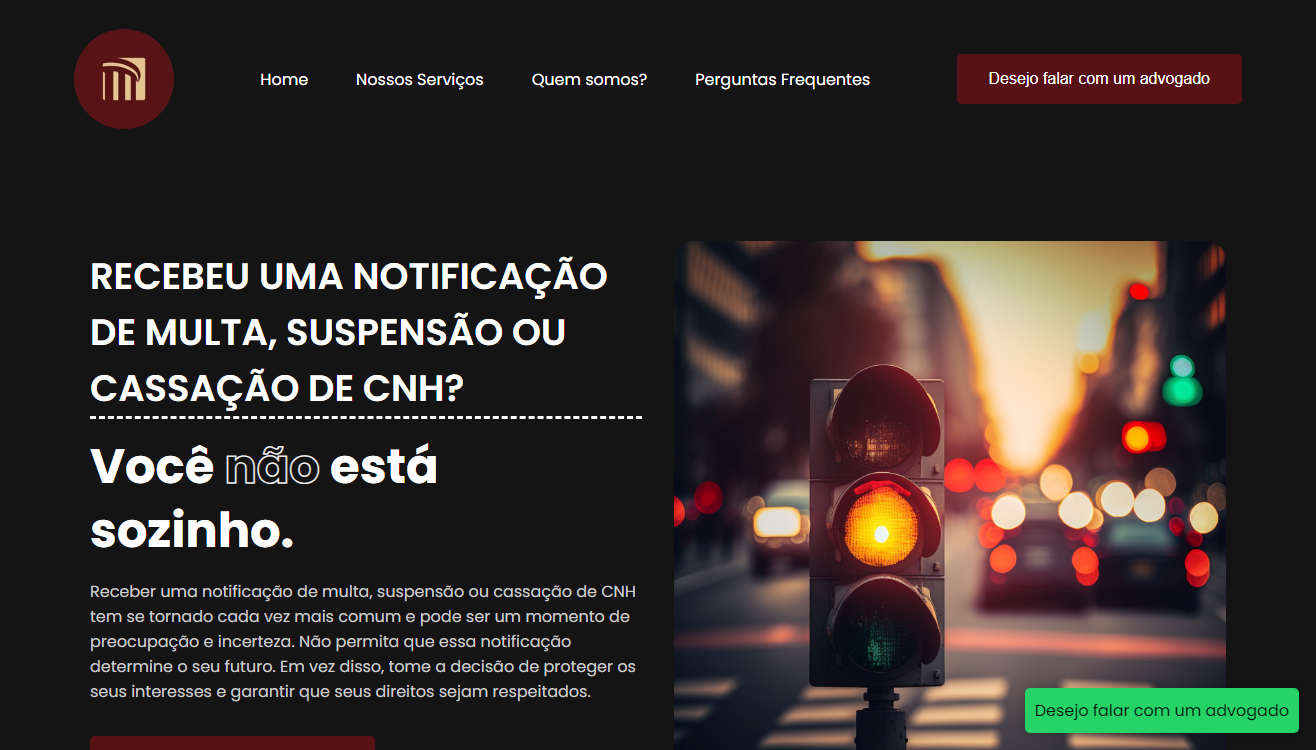 Home
Nossos Serviços
Quem somos?
Perguntas Frequentes
Desejo falar com um advogado
RECEBEU UMA NOTIFICAÇÃO
DE MULTA, SUSPENSÃO OU
CASSAÇÃO DE CNH?
Você não está
sozinho.
Receber uma notificação de multa, suspensão ou cassação de CNH
tem se tornado cada vez mais comum e pode ser um momento de
preocupação e incerteza. Não permita que essa notificação
determine o seu futuro. Em vez disso, tome a decisão de proteger os
seus interesses e garantir que seus direitos sejam respeitados.
Desejo falar com um advogado